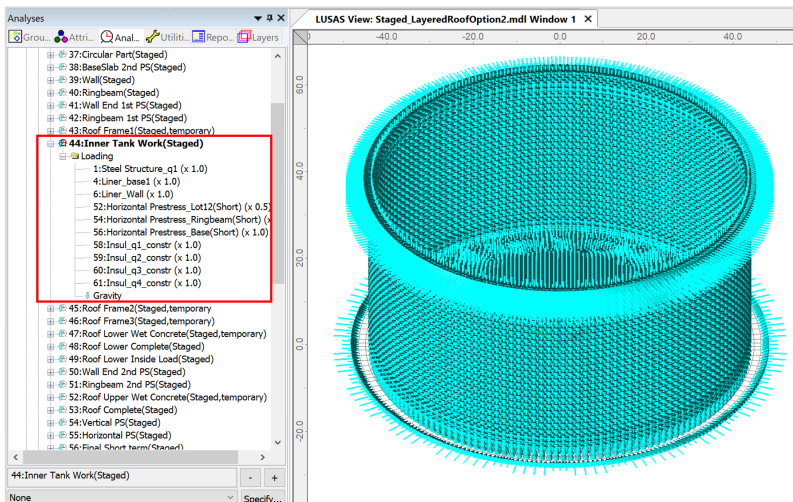 Analyses
LUSAS View: Staged_LayeredRoofOption2.mdl Window 1 X
Grou... Attri... Anal... Utiliti... Repo... Layers
-40.0 -20.0 0.0 20.0 40.0
37:Circular Part(Staged)
38:BaseSlab 2nd PS(Staged)
39:Wall(Staged)
40:Ringbeam(Staged)
41:Wall End 1st PS(Staged)
42:Ringbeam 1st PS(Staged)
43:Roof Frame1(Staged,temporary)
44:Inner Tank Work(Staged)
Loading
1:Steel Structure_q1 (x 1.0)
4:Liner_base1 (x 1.0)
6:Liner_Wall (x 1.0)
52:Horizontal Prestress_Lot12(Short) (x 0.5)
54:Horizontal Prestress_Ringbeam(Short) (x
56:Horizontal Prestress_Base(Short) (x 1.0)
58:Insul_q1_constr (x 1.0)
59:Insul_q2_constr (x 1.0)
60:Insul_q3_constr (x 1.0)
61:Insul_q4_constr (x 1.0)
Gravity
45:Roof Frame2(Staged,temporary
46:Roof Frame3(Staged,temporary)
47:Roof Lower Wet Concrete(Staged,temporary)
48:Roof Lower Complete(Staged)
49:Roof Lower Inside Load(Staged)
50:Wall End 2nd PS(Staged)
51:Ringbeam 2nd PS(Staged)
52:Roof Upper Wet Concrete(Staged,temporary)
53:Roof Complete(Staged)
54:Vertical PS(Staged)
55:Horizontal PS(Staged)
56:Final Short term(Staged)
44:Inner Tank Work(Staged)
- +
None
Specify...
60.0
40.0
20.0
0.0
-20.0